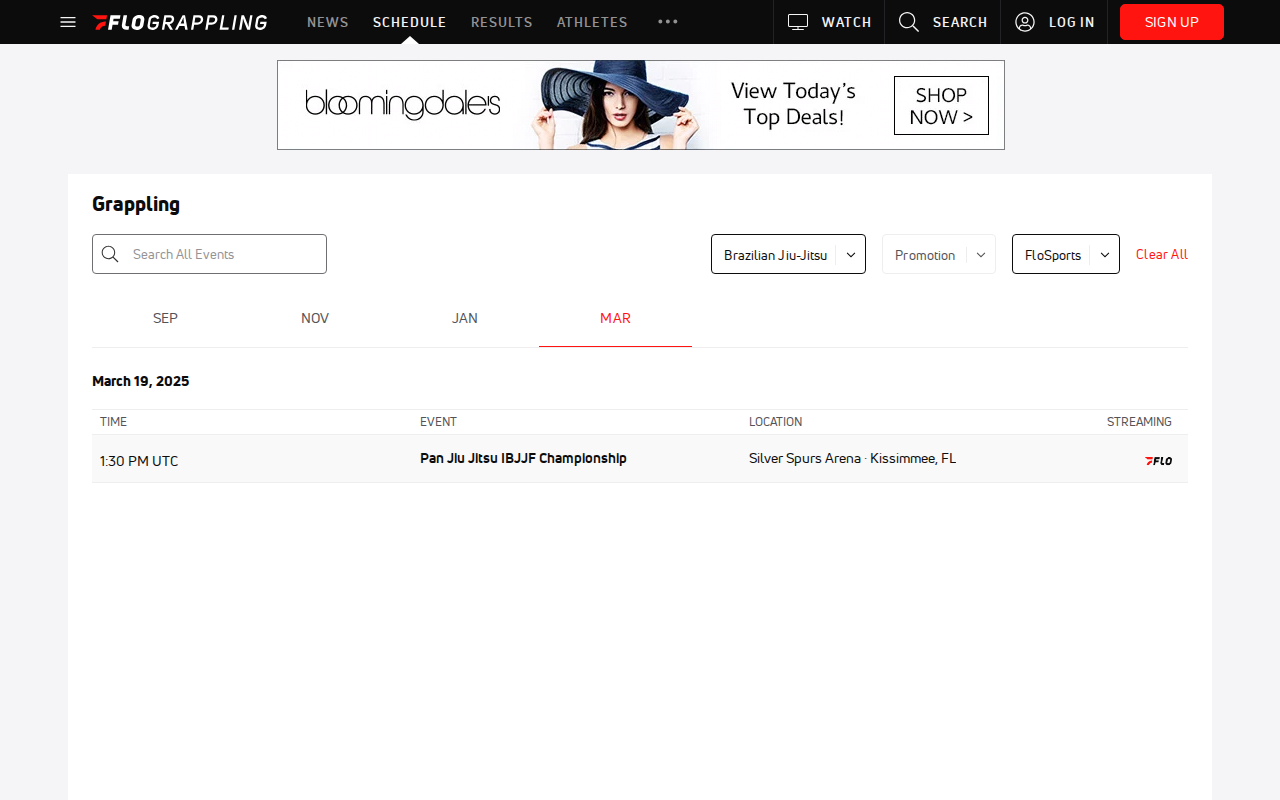 FLOGRAPPLING NEWS SCHEDULE RESULTS ATHLETES WATCH SEARCH LOG IN SIGN UP
bloomingdale's
View Today's
Top Deals!
SHOP
NOW >
Grappling
Search All Events
Brazilian Jiu-Jitsu
Promotion
FloSports
Clear All
SEP NOV JAN MAR
March 19, 2025
TIME EVENT LOCATION STREAMING
1:30 PM UTC Pan Jiu Jitsu IBJJF Championship Silver Spurs Arena · Kissimmee, FL FLO